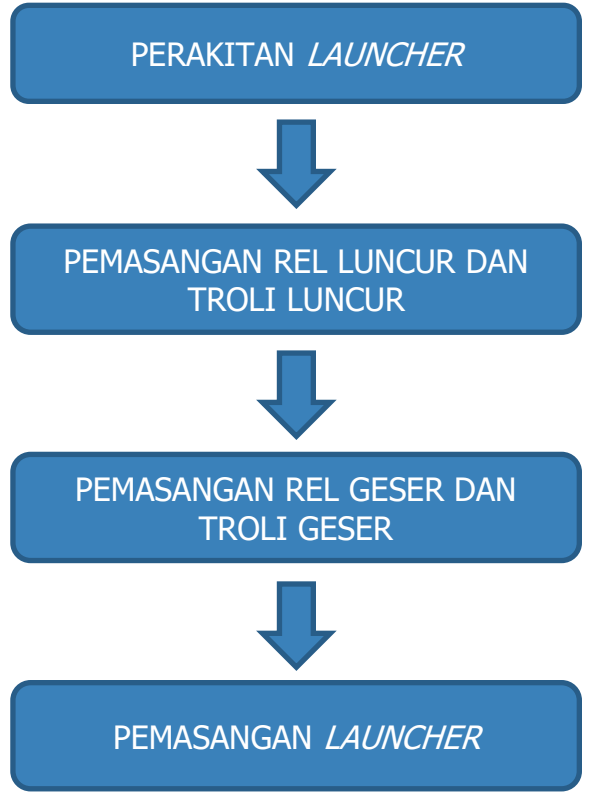 PERAKITAN LAUNCHER
PEMASANGAN REL LUNCUR DAN
TROLI LUNCUR
PEMASANGAN REL GESER DAN
TROLI GESER
PEMASANGAN LAUNCHER